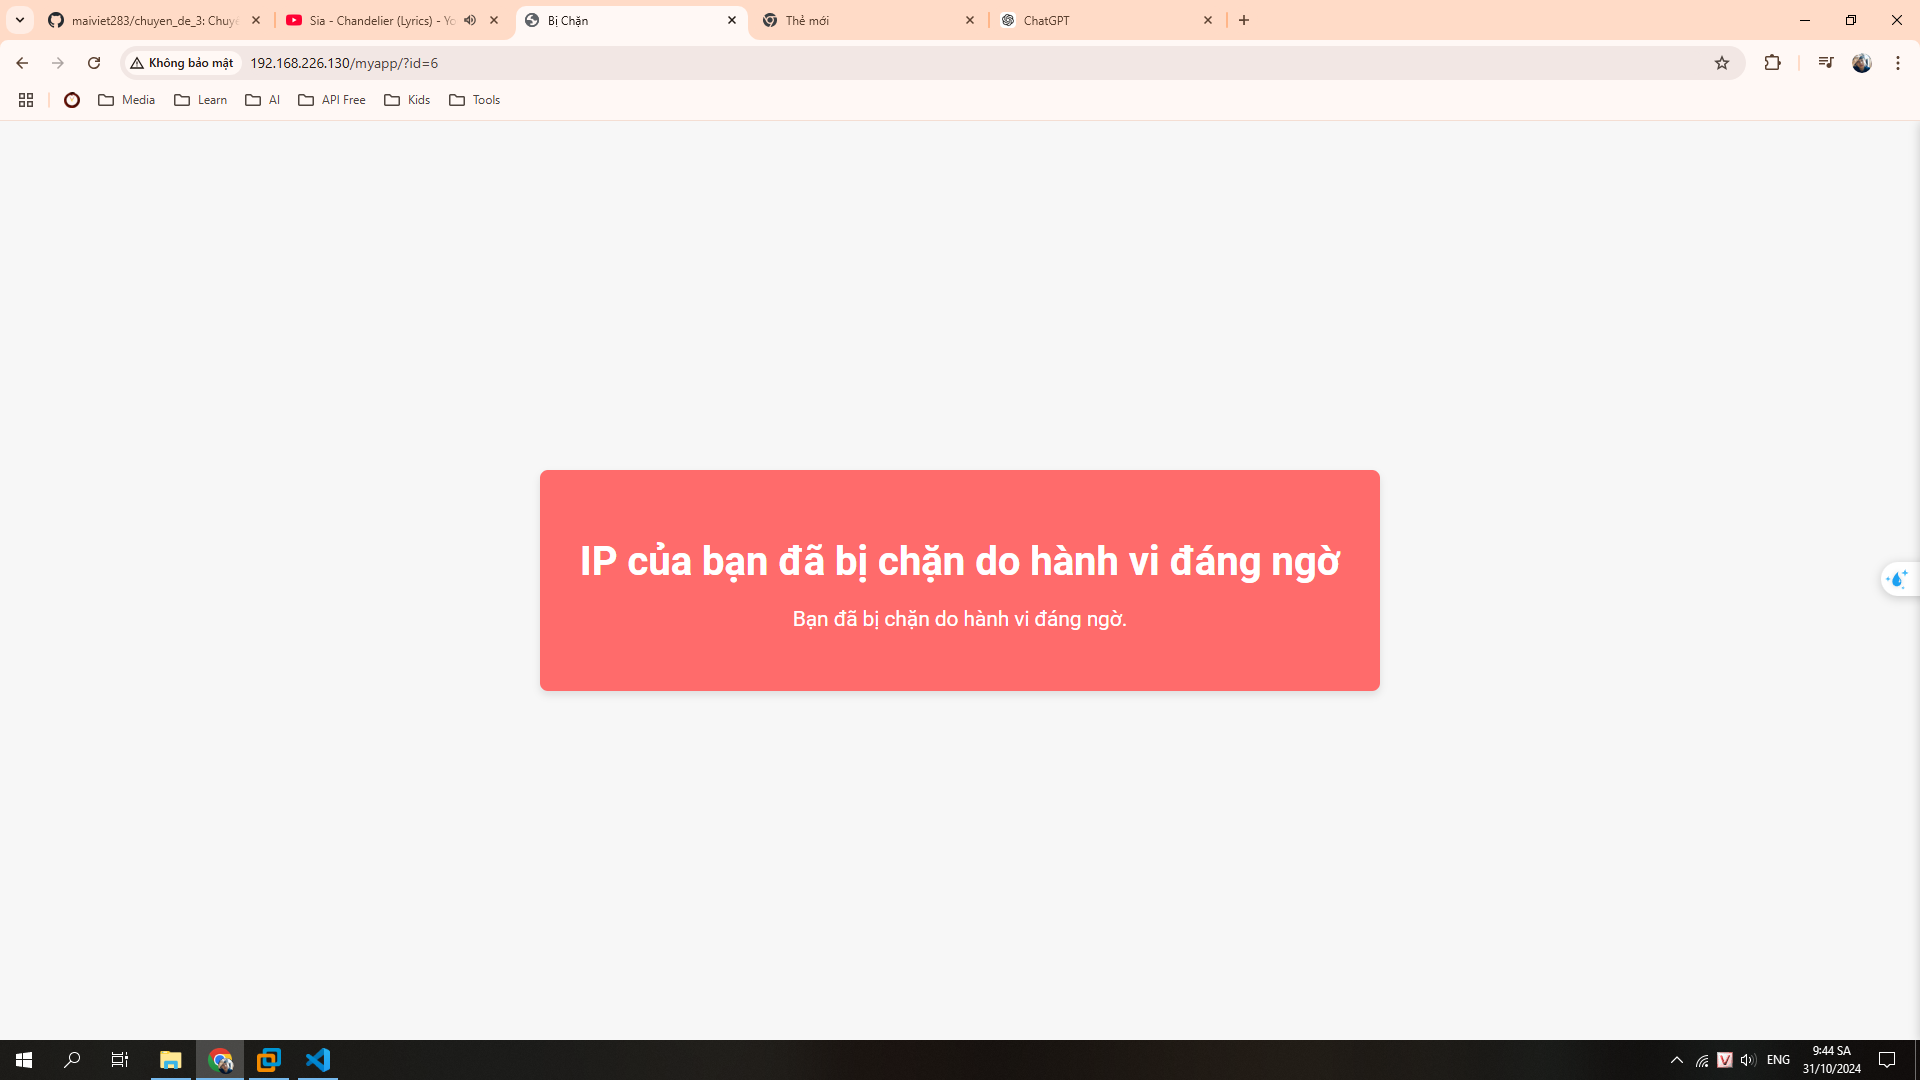 maiviet283/chuyen_de_3: Chuyê
Sia - Chandelier (Lyrics) - Yo
Bị Chặn
Thẻ mới
ChatGPT
Không bảo mật
192.168.226.130/myapp/?id=6
Media
Learn
AI
API Free
Kids
Tools
IP của bạn đã bị chặn do hành vi đáng ngờ
Bạn đã bị chặn do hành vi đáng ngờ.
V
ENG
9:44 SA
31/10/2024